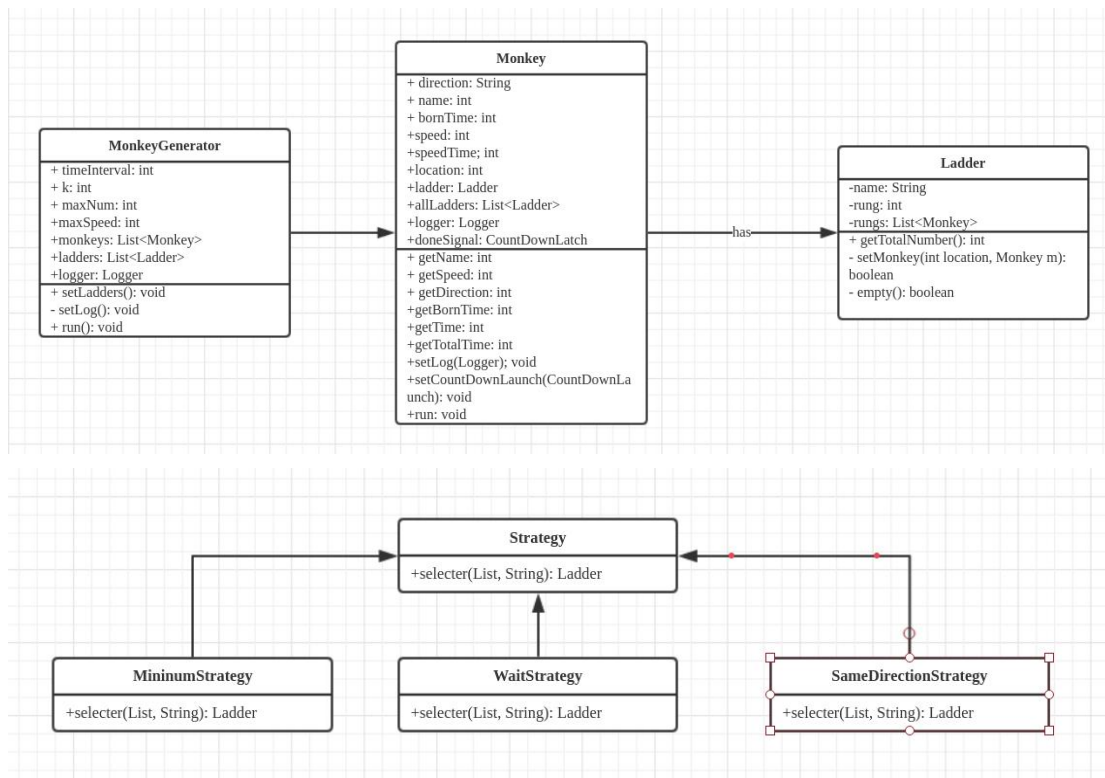 MonkeyGenerator
+ timeInterval: int
+ k: int
+ maxNum: int
+maxSpeed: int
+monkeys: List<Monkey>
+ladders: List<Ladder>
+logger: Logger
+ setLadders(): void
- setLog(): void
+ run(): void
Monkey
+ direction: String
+ name: int
+ bornTime: int
+speed: int
+speedTime; int
+location: int
+ladder: Ladder
+allLadders: List<Ladder>
+logger: Logger
+doneSignal: CountDownLatch
+ getName: int
+ getSpeed: int
+ getDirection: int
+getBornTime: int
+getTime: int
+getTotalTime: int
+setLog(Logger); void
+setCountDownLaunch(CountDownLa
unch): void
+run: void
has
Ladder
-name: String
-rung: int
-rungs: List<Monkey>
+ getTotalNumber(): int
- setMonkey(int location, Monkey m):
boolean
- empty(): boolean
Strategy
+selecter(List, String): Ladder
MininumStrategy
+selecter(List, String): Ladder
WaitStrategy
+selecter(List, String): Ladder
SameDirectionStrategy
+selecter(List, String): Ladder